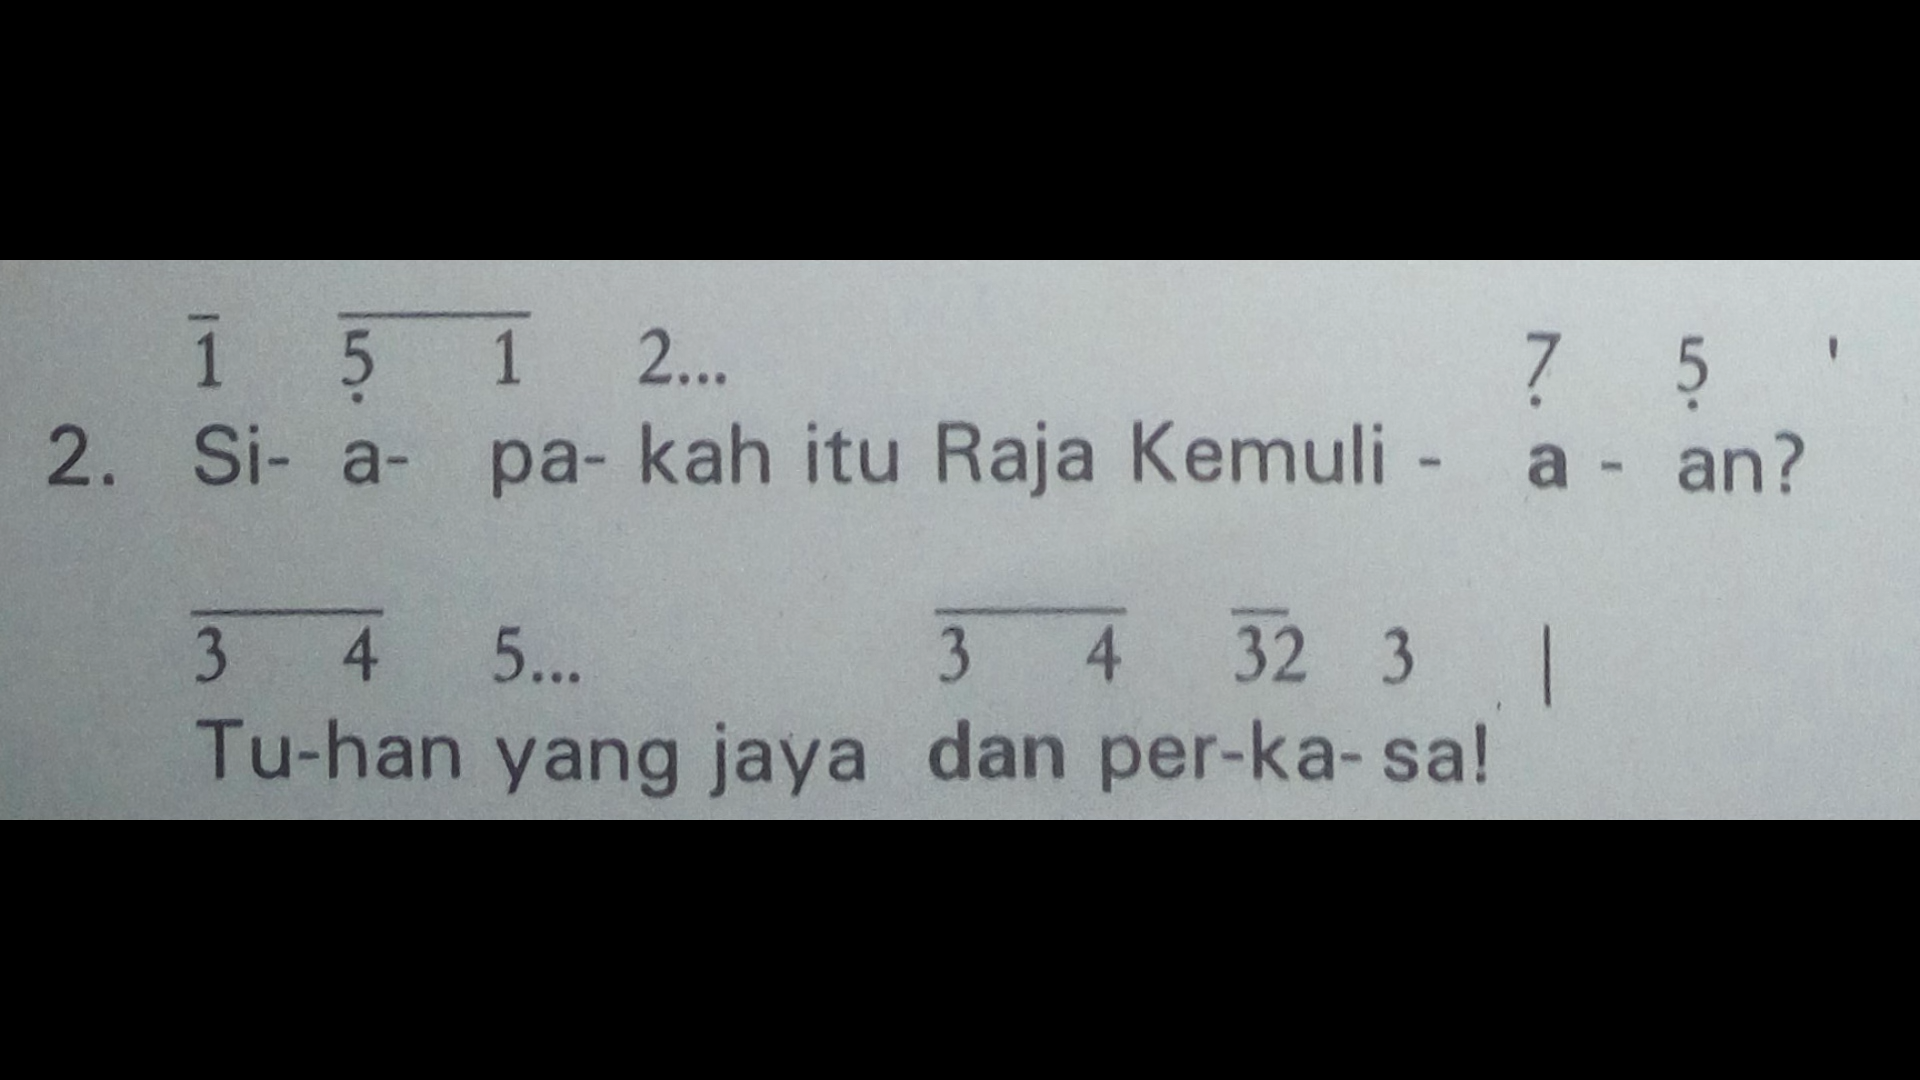 1 5̣ 1 2... 7̣ 5̣ '
2. Si- a- pa- kah itu Raja Kemuli - a - an?
3 4 5... 3 4 32 3 |
Tu-han yang jaya dan per-ka- sa!